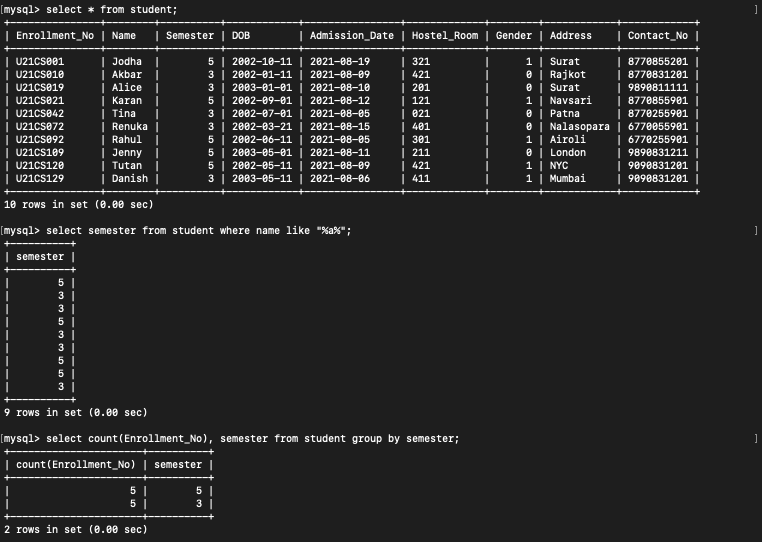 [mysql> select * from student; ]
+---------------+--------+----------+------------+----------------+-------------+--------+------------+------------+
| Enrollment_No | Name | Semester | DOB | Admission_Date | Hostel_Room | Gender | Address | Contact_No |
+---------------+--------+----------+------------+----------------+-------------+--------+------------+------------+
| U21CS001 | Jodha | 5 | 2002-10-11 | 2021-08-19 | 321 | 1 | Surat | 8770855201 |
| U21CS010 | Akbar | 3 | 2002-01-11 | 2021-08-09 | 421 | 0 | Rajkot | 8770831201 |
| U21CS019 | Alice | 3 | 2003-01-01 | 2021-08-10 | 201 | 0 | Surat | 9890811111 |
| U21CS021 | Karan | 5 | 2002-09-01 | 2021-08-12 | 121 | 1 | Navsari | 8770855901 |
| U21CS042 | Tina | 3 | 2002-07-01 | 2021-08-05 | 021 | 0 | Patna | 8770255901 |
| U21CS072 | Renuka | 3 | 2002-03-21 | 2021-08-15 | 401 | 0 | Nalasopara | 6770055901 |
| U21CS092 | Rahul | 5 | 2002-06-11 | 2021-08-05 | 301 | 1 | Airoli | 6770255901 |
| U21CS109 | Jenny | 5 | 2003-05-01 | 2021-08-11 | 211 | 0 | London | 9890831211 |
| U21CS120 | Tutan | 5 | 2002-05-11 | 2021-08-09 | 421 | 1 | NYC | 9090831201 |
| U21CS129 | Danish | 3 | 2003-05-11 | 2021-08-06 | 411 | 1 | Mumbai | 9090831201 |
+---------------+--------+----------+------------+----------------+-------------+--------+------------+------------+
10 rows in set (0.00 sec)
[mysql> select semester from student where name like "%a%"; ]
+----------+
| semester |
+----------+
| 5 |
| 3 |
| 3 |
| 5 |
| 3 |
| 3 |
| 5 |
| 5 |
| 3 |
+----------+
9 rows in set (0.00 sec)
[mysql> select count(Enrollment_No), semester from student group by semester; ]
+----------------------+----------+
| count(Enrollment_No) | semester |
+----------------------+----------+
| 5 | 5 |
| 5 | 3 |
+----------------------+----------+
2 rows in set (0.00 sec)